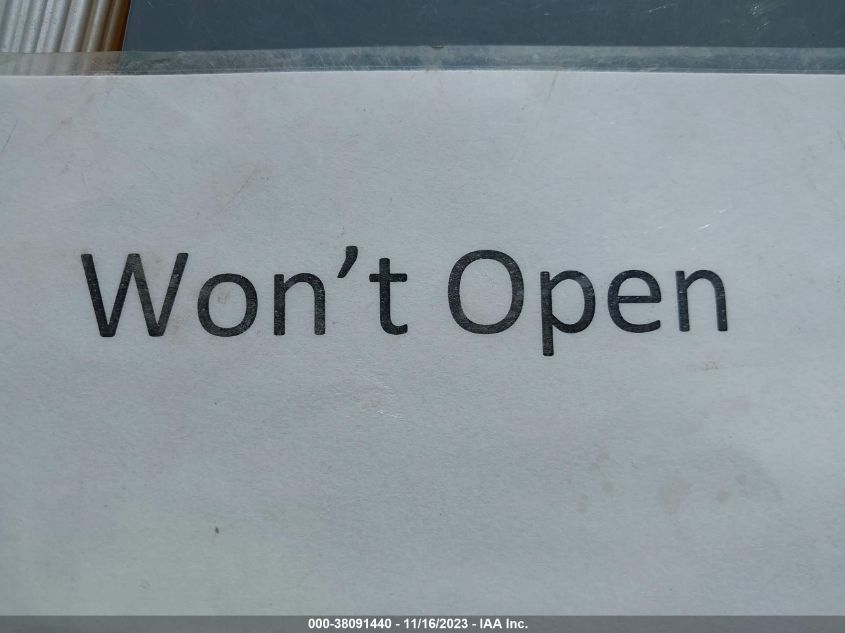 Won’t Open
000-38091440 - 11/16/2023 - IAA Inc.